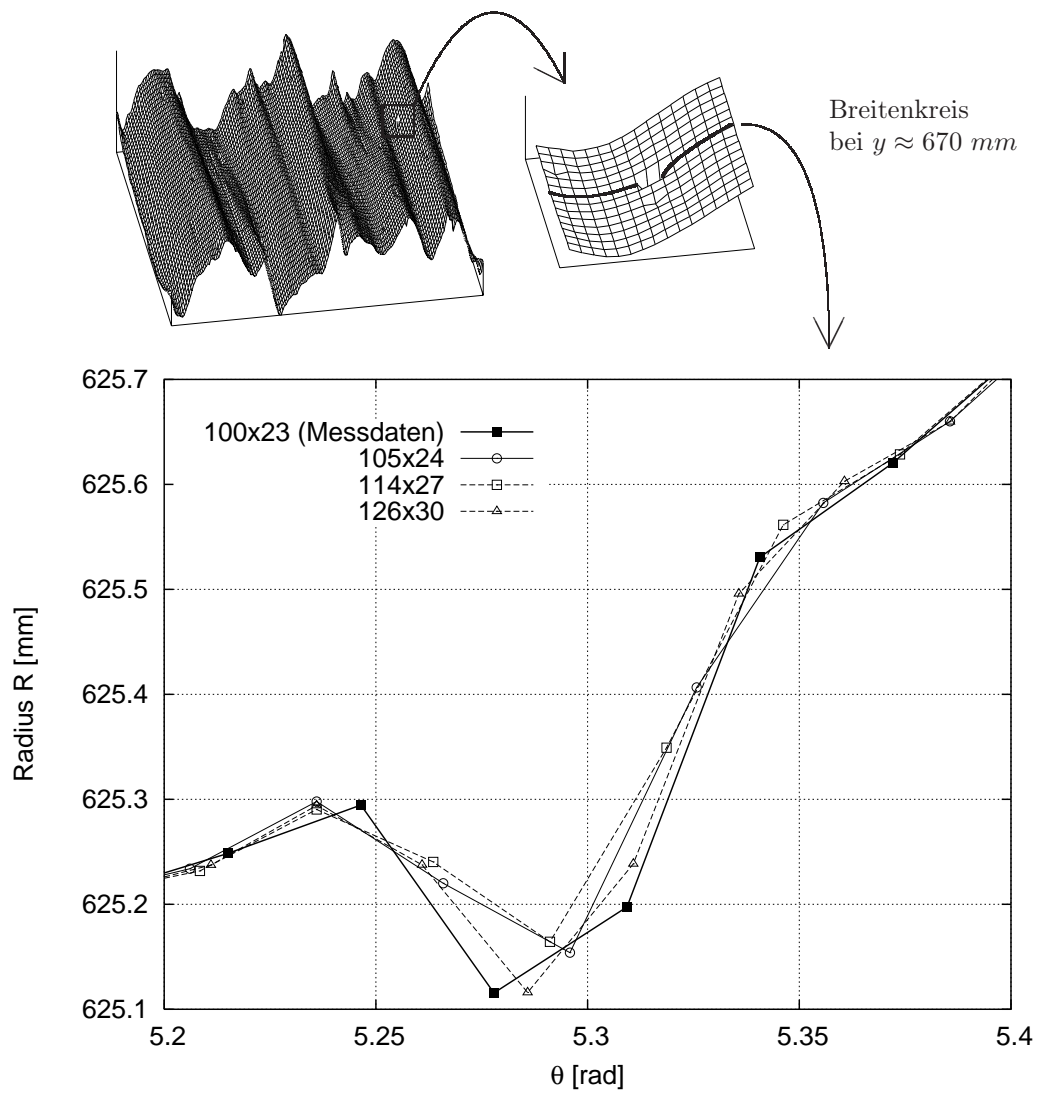 Breitenkreis
bei y ≈ 670 mm
625.7
625.6
625.5
625.4
625.3
625.2
625.1
Radius R [mm]
100x23 (Messdaten)
105x24
114x27
126x30
5.2
5.25
5.3
5.35
5.4
θ [rad]